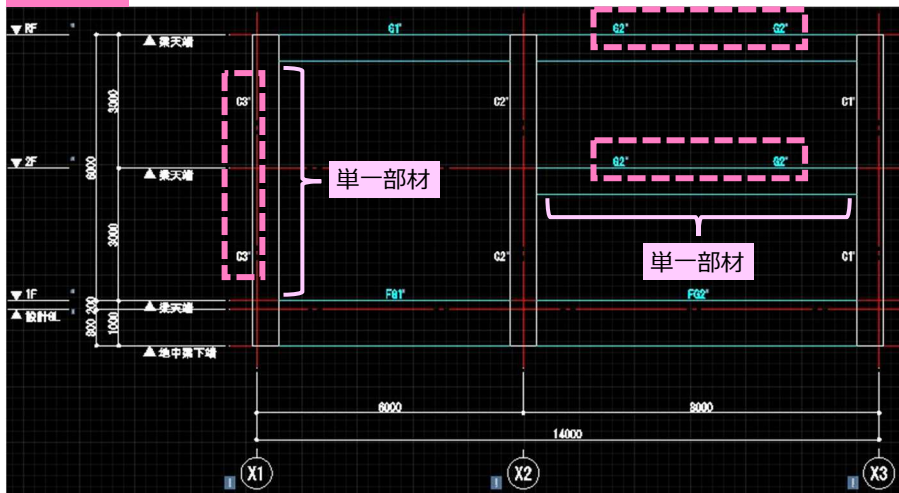 ▼RF
▲梁天端
G1'
G2"
G2"
C3'
3000
C2'
C1'
6000
▼2F
▲梁天端
単一部材
G2"
G2"
3000
C3'
C2'
単一部材
C1'
▼1F
▲設計GL
200
▲梁天端
FG1'
FG2'
800
1000
▲地中梁下端
6000
8000
14000
X1
X2
X3